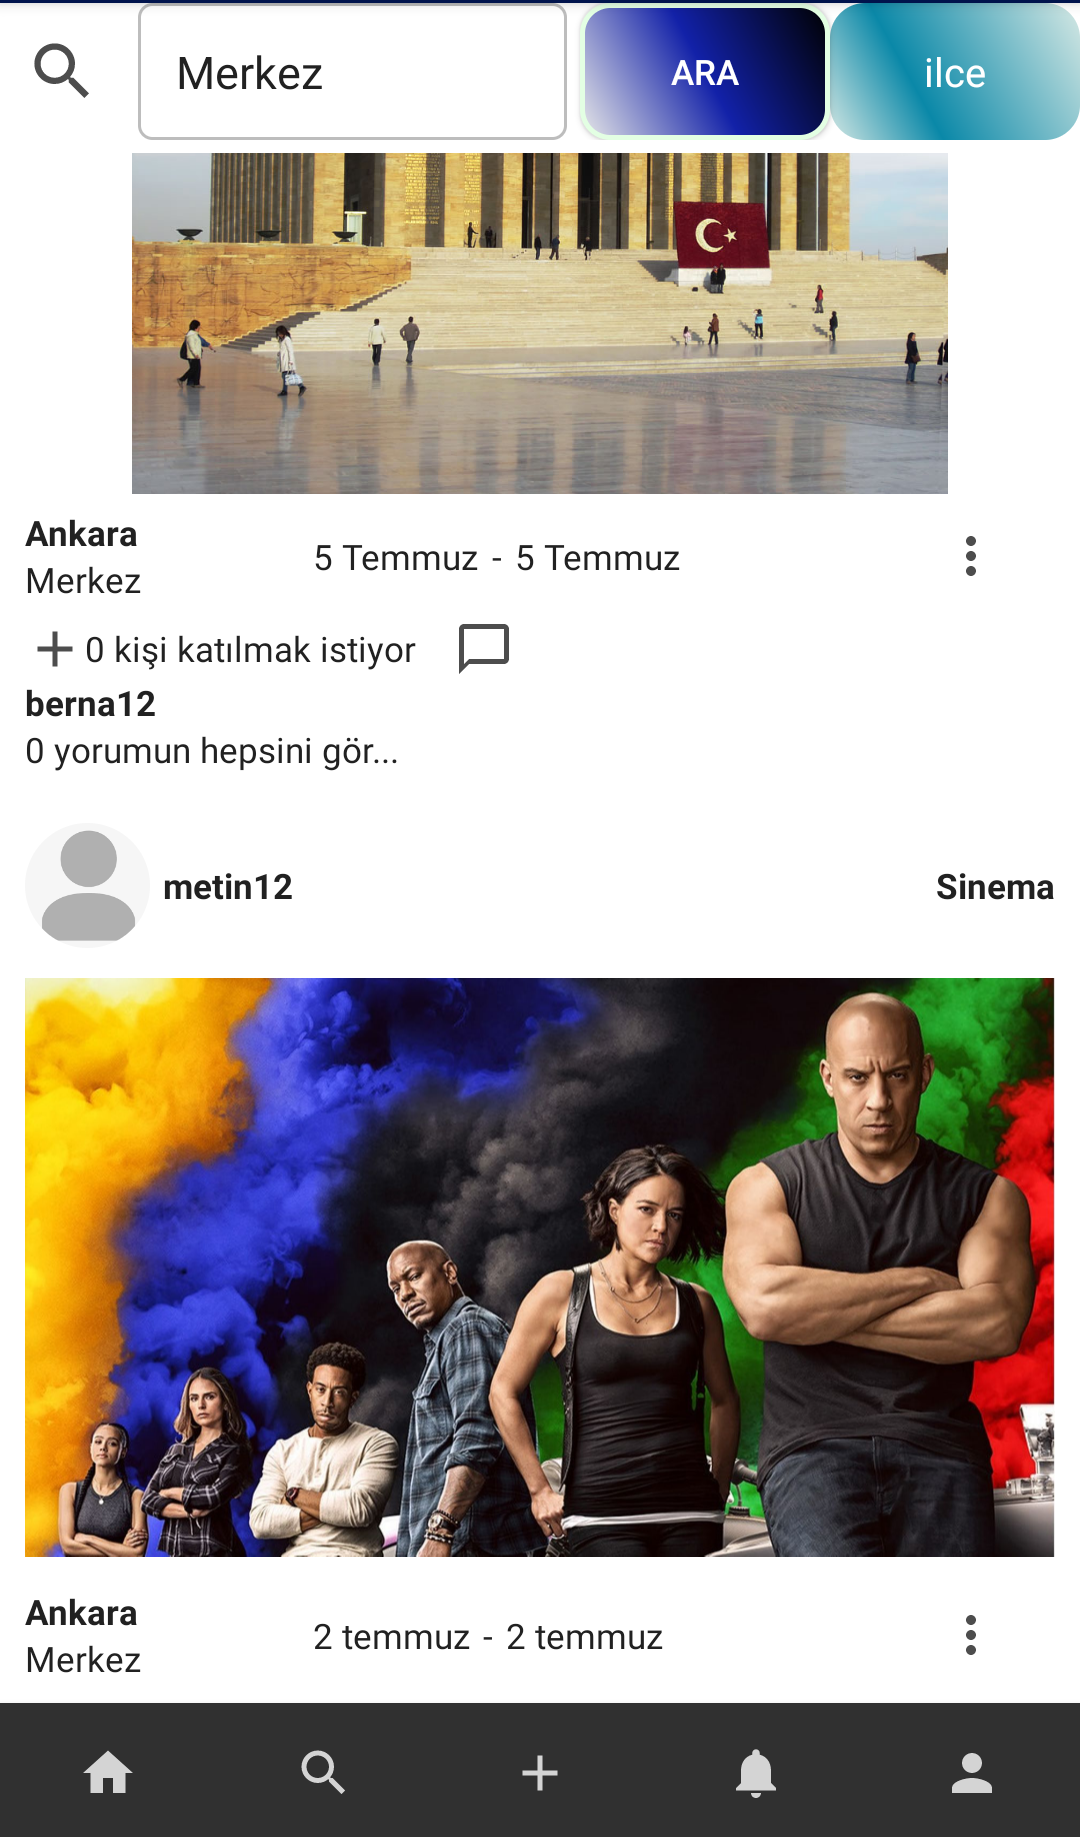 Merkez
ARA
ilce
Ankara
Merkez
5 Temmuz - 5 Temmuz
0 kişi katılmak istiyor
berna12
0 yorumun hepsini gör...
metin12
Sinema
Ankara
Merkez
2 temmuz - 2 temmuz